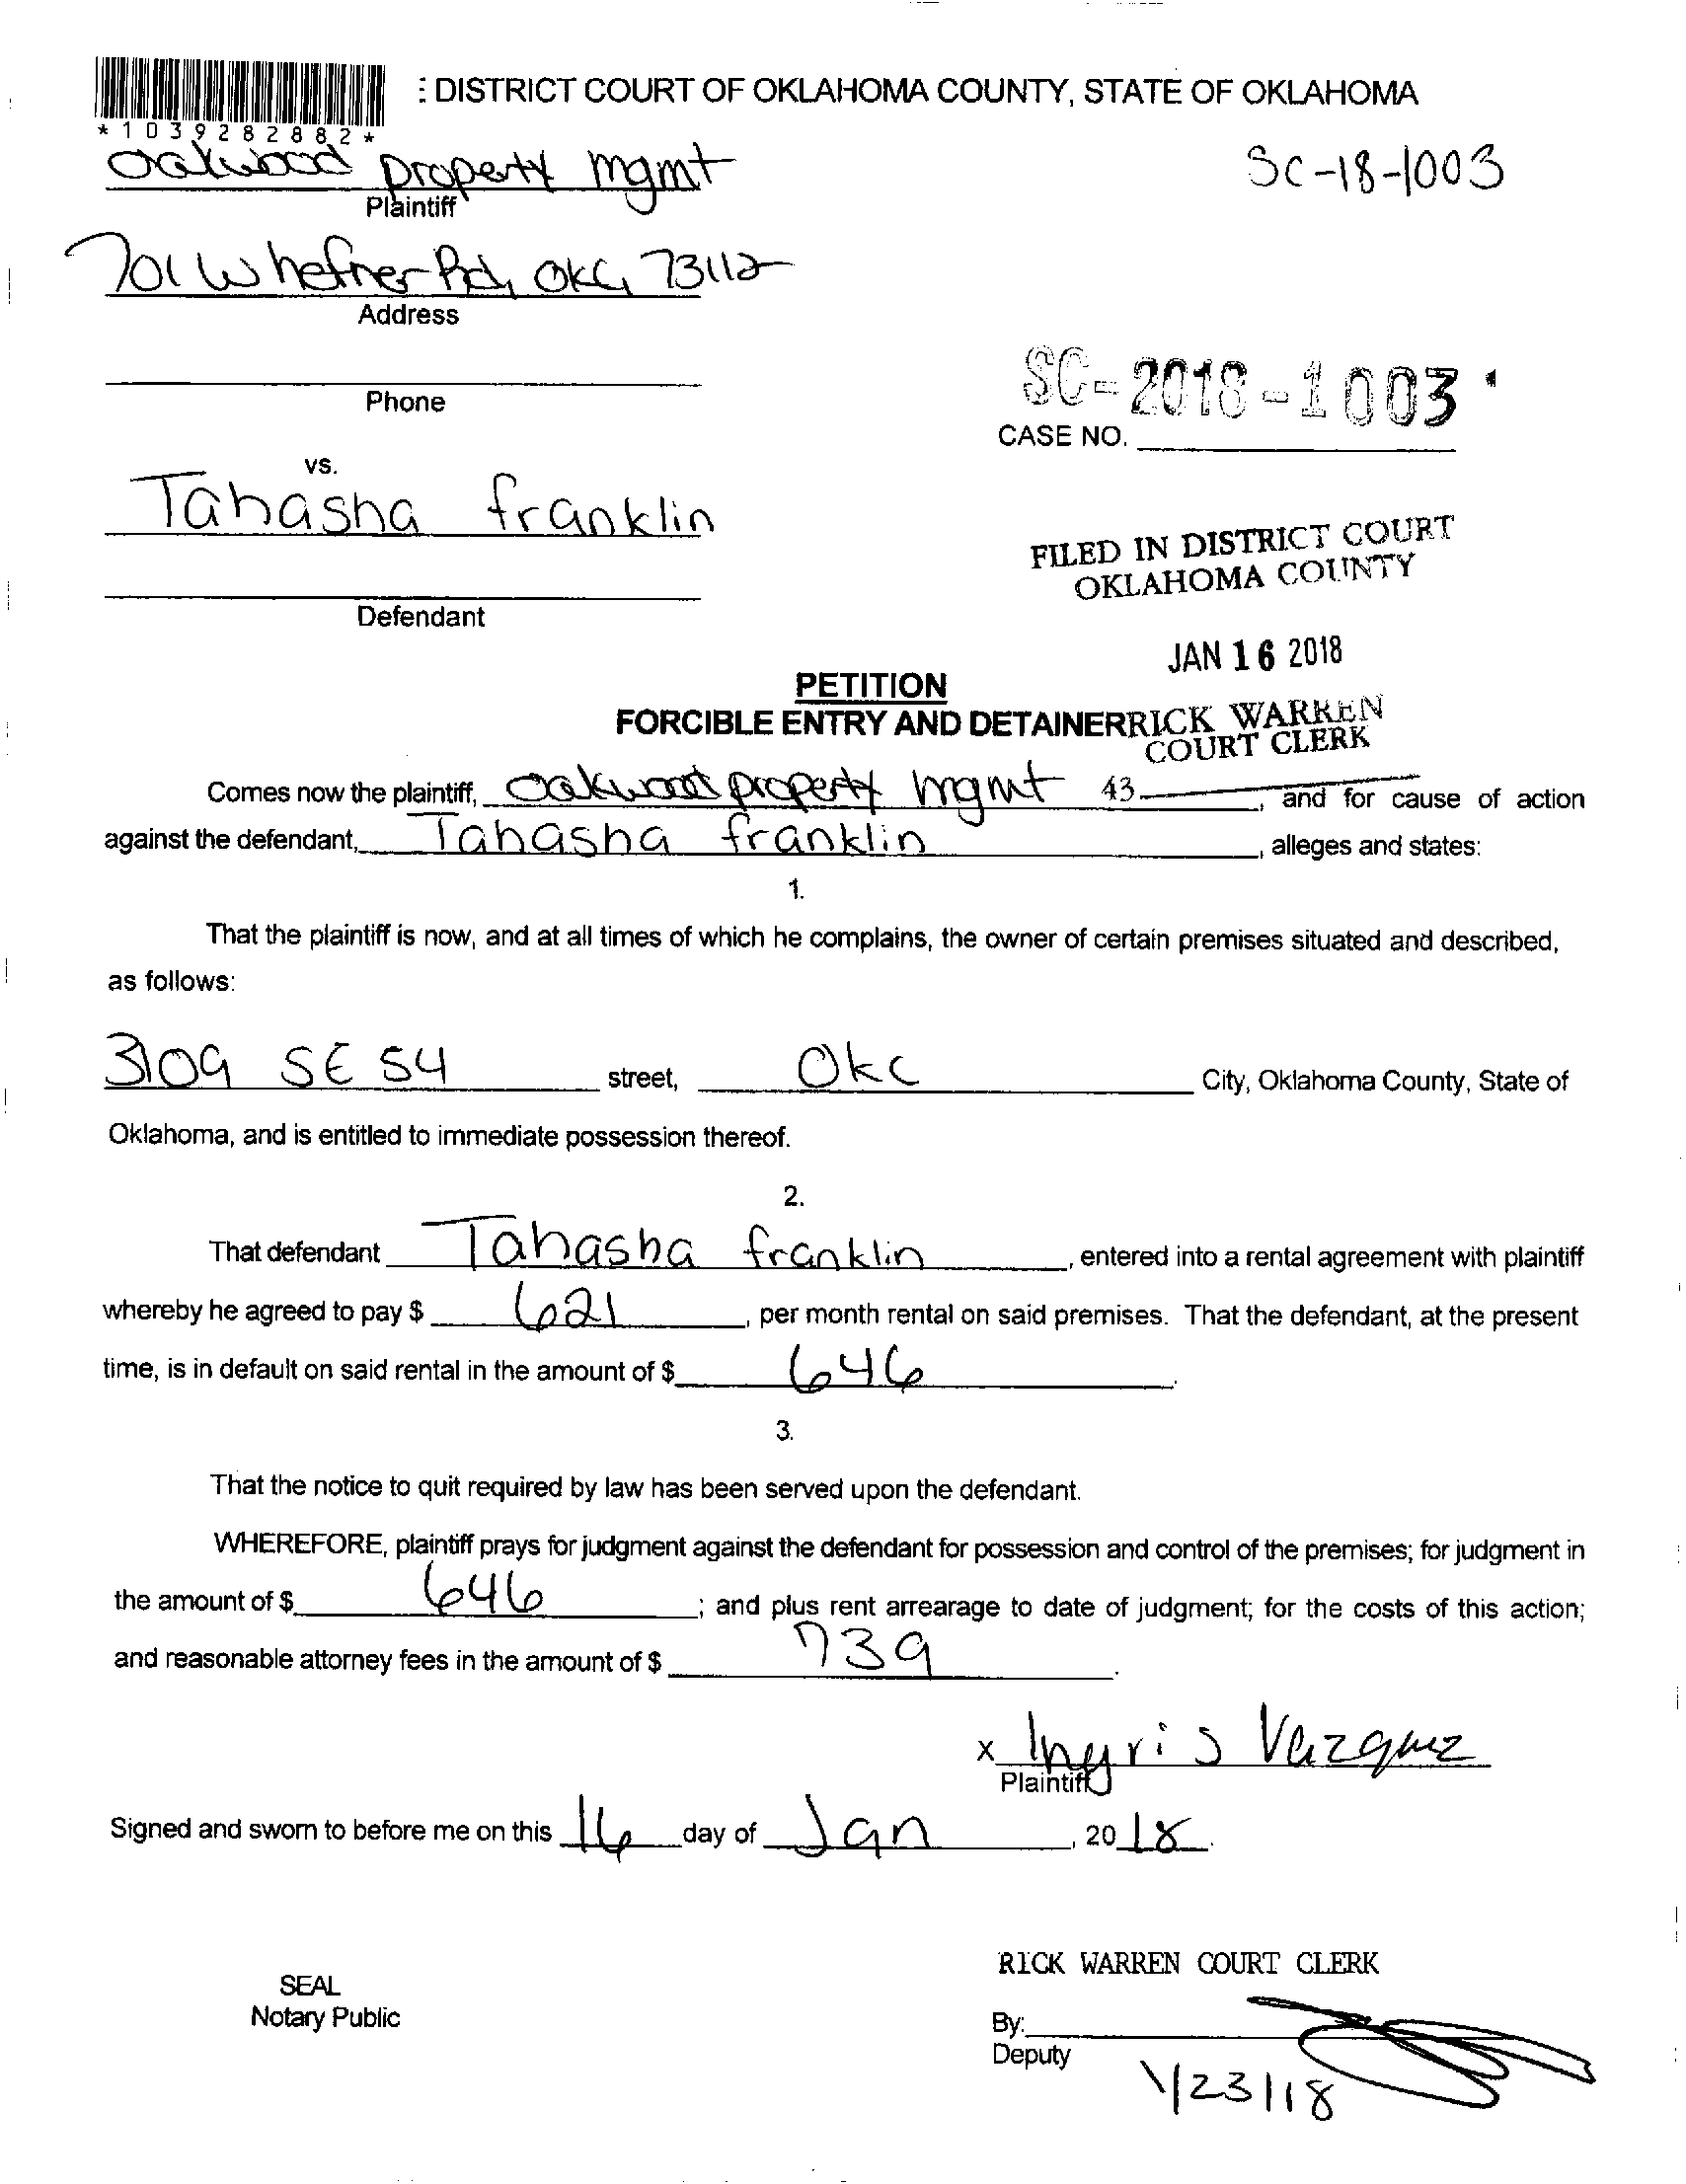 : DISTRICT COURT OF OKLAHOMA COUNTY, STATE OF OKLAHOMA
*1039282882*
Oakwood property mgmt
SC-18-1003
Plaintiff
701 W hefner Rd, OKC, 73112
Address
SC-2018-1003
Phone
CASE NO.
vs.
Tahasha franklin
FILED IN DISTRICT COURT
OKLAHOMA COUNTY
Defendant
JAN 16 2018
PETITION
FORCIBLE ENTRY AND DETAINER
RICK WARREN
COURT CLERK
Comes now the plaintiff, Oakwood property mgmt 43 , and for cause of action
against the defendant, Tahasha franklin , alleges and states:
1.
That the plaintiff is now, and at all times of which he complains, the owner of certain premises situated and described,
as follows:
3109 SE 54 street, Okc City, Oklahoma County, State of
Oklahoma, and is entitled to immediate possession thereof.
2.
That defendant Tahasha franklin , entered into a rental agreement with plaintiff
whereby he agreed to pay $ 621 , per month rental on said premises. That the defendant, at the present
time, is in default on said rental in the amount of $ 646 .
3.
That the notice to quit required by law has been served upon the defendant.
WHEREFORE, plaintiff prays for judgment against the defendant for possession and control of the premises; for judgment in
the amount of $ 646 ; and plus rent arrearage to date of judgment; for the costs of this action;
and reasonable attorney fees in the amount of $ 739 .
x Ingris Vazquez
Plaintiff
Signed and sworn to before me on this 16 day of Jan , 20 18.
RICK WARREN COURT CLERK
SEAL
Notary Public
By:
Deputy
1/23/18